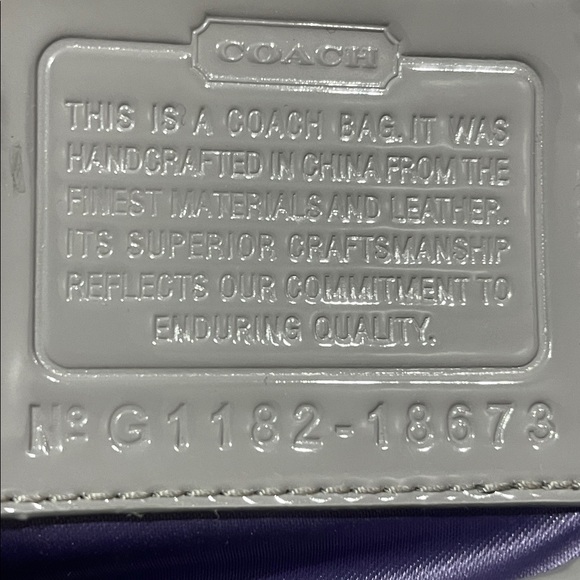 COACH
THIS IS A COACH BAG. IT WAS
HANDCRAFTED IN CHINA FROM THE
FINEST MATERIALS AND LEATHER.
ITS SUPERIOR CRAFTSMANSHIP
REFLECTS OUR COMMITMENT TO
ENDURING QUALITY.
Nº G1182-18673